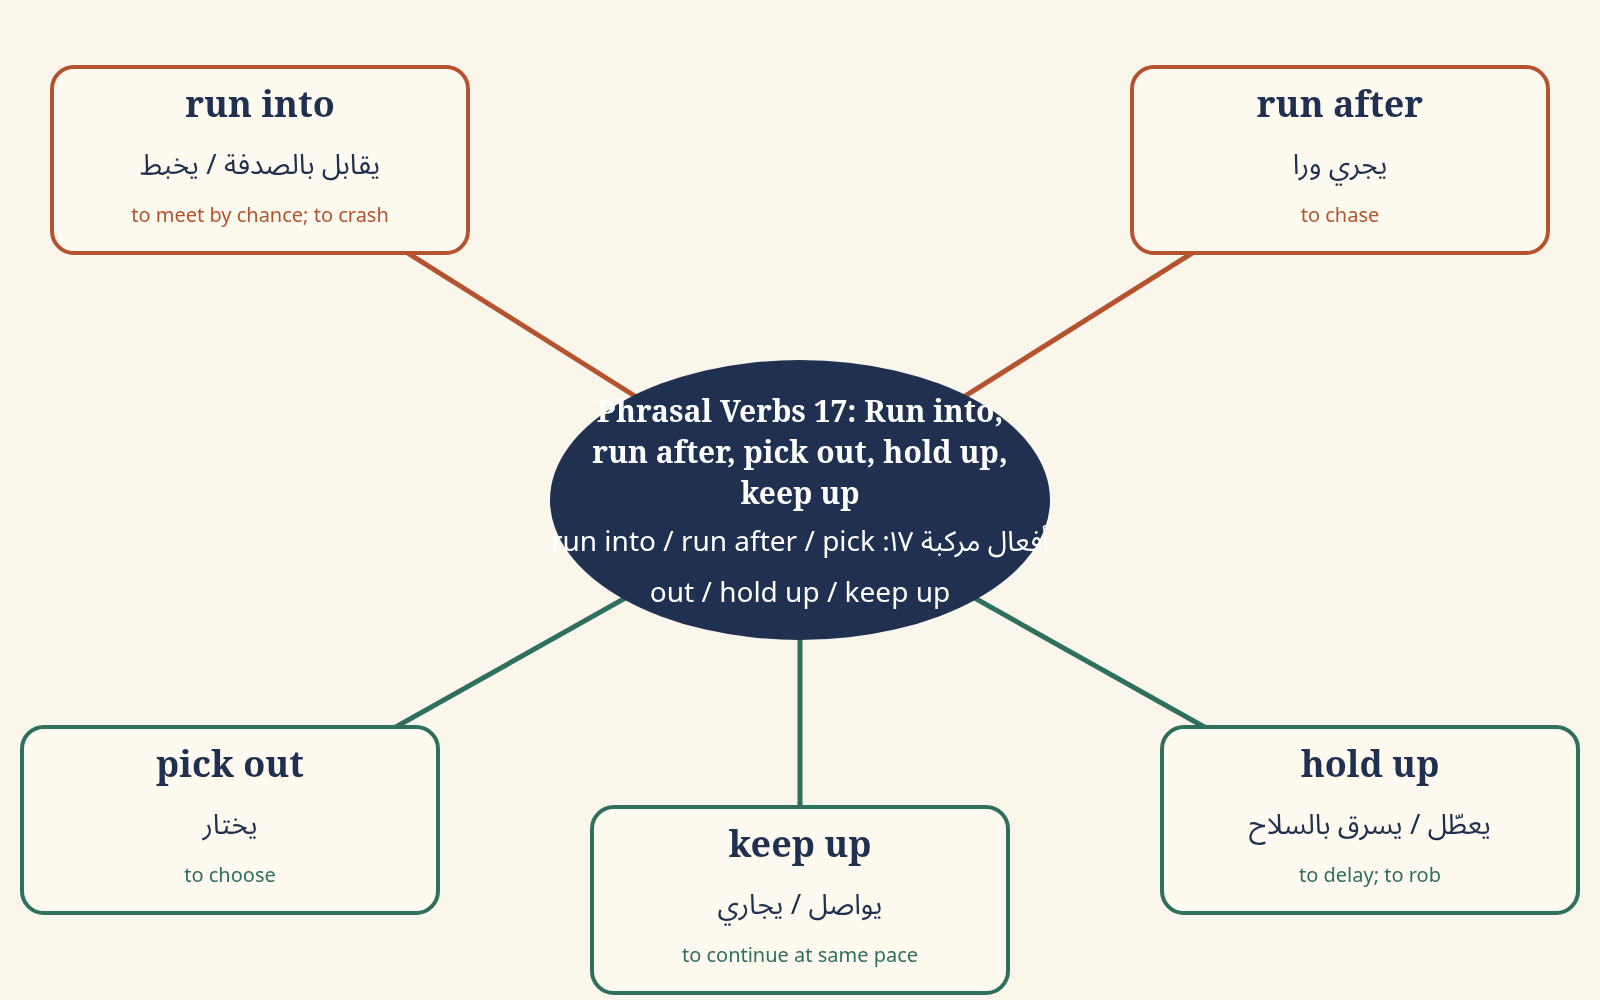 run into
يقابل بالصدفة / يخبط
to meet by chance; to crash
run after
يجري ورا
to chase
Phrasal Verbs 17: Run into,
run after, pick out, hold up,
keep up
أفعال مركبة ١٧: run into / run after / pick
out / hold up / keep up
pick out
يختار
to choose
keep up
يواصل / يجاري
to continue at same pace
hold up
يعطّل / يسرق بالسلاح
to delay; to rob